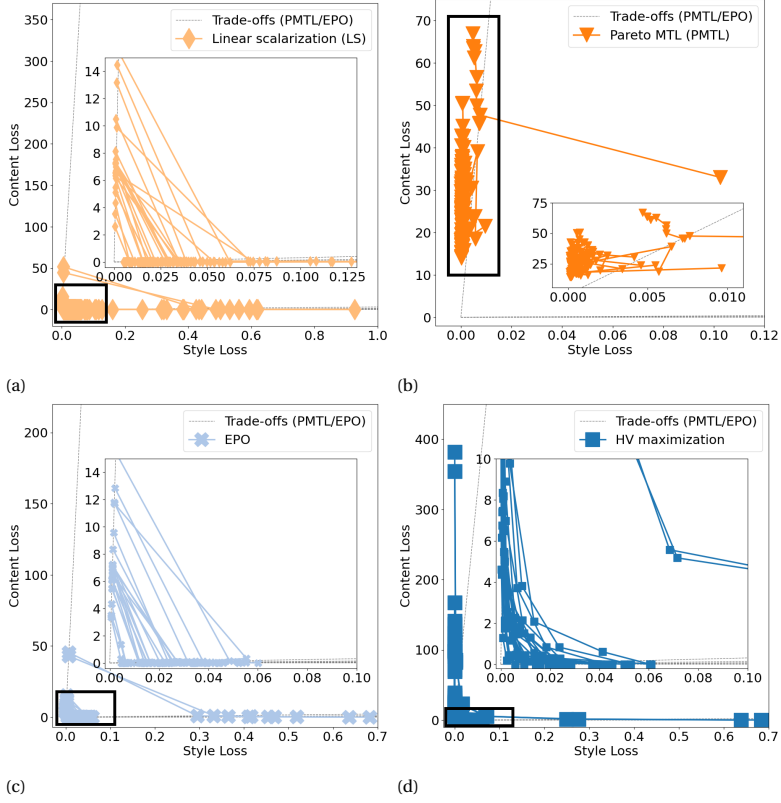 Trade-offs (PMTL/EPO)
Linear scalarization (LS)
Content Loss
350
300
250
200
150
100
50
0
14
12
10
8
6
4
2
0
0.000 0.025 0.050 0.075 0.100 0.125
0.0 0.2 0.4 0.6 0.8 1.0
Style Loss
(a)
Trade-offs (PMTL/EPO)
Pareto MTL (PMTL)
Content Loss
70
60
50
40
30
20
10
0
75
50
25
0.000 0.005 0.010
0.00 0.02 0.04 0.06 0.08 0.10 0.12
Style Loss
(b)
Trade-offs (PMTL/EPO)
EPO
Content Loss
200
150
100
50
0
14
12
10
8
6
4
2
0
0.00 0.02 0.04 0.06 0.08 0.10
0.0 0.1 0.2 0.3 0.4 0.5 0.6 0.7
Style Loss
(c)
Trade-offs (PMTL/EPO)
HV maximization
Content Loss
400
300
200
100
0
10
8
6
4
2
0
0.00 0.02 0.04 0.06 0.08 0.10
0.0 0.1 0.2 0.3 0.4 0.5 0.6 0.7
Style Loss
(d)